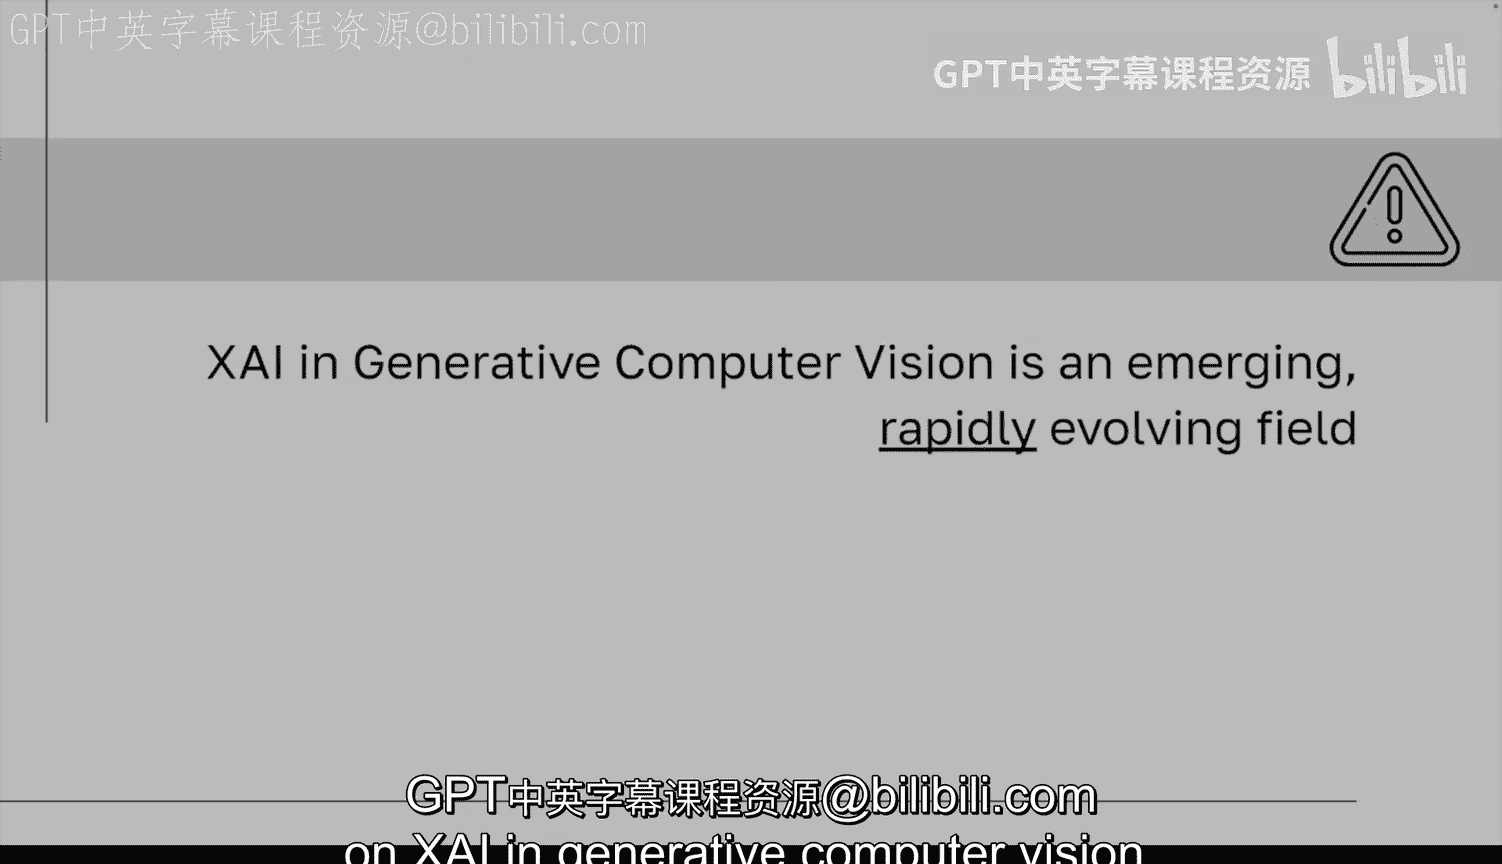 GPT中英字幕课程资源@bilibili.com
GPT中英字幕课程资源 bilibili
XAI in Generative Computer Vision is an emerging,
rapidly evolving field
GPT中英字幕课程资源@bilibili.com
on XAI in generative computer vision